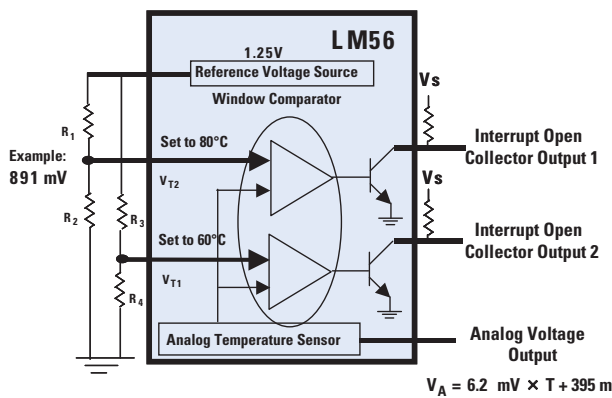 LM56
1.25V
Reference Voltage Source
Window Comparator
Vs
R1
Set to 80°C
Interrupt Open
Collector Output 1
Example:
891 mV
VT2
Vs
R2
R3
Set to 60°C
Interrupt Open
Collector Output 2
VT1
R4
Analog Temperature Sensor
Analog Voltage
Output
VA = 6.2 mV × T + 395 m